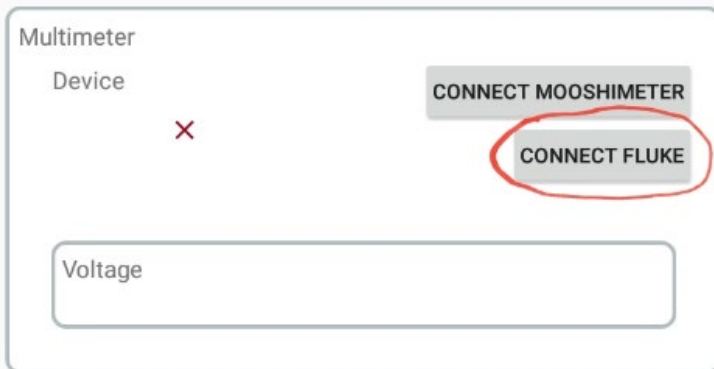 Multimeter
Device
CONNECT MOOSHIMETER
CONNECT FLUKE
Voltage